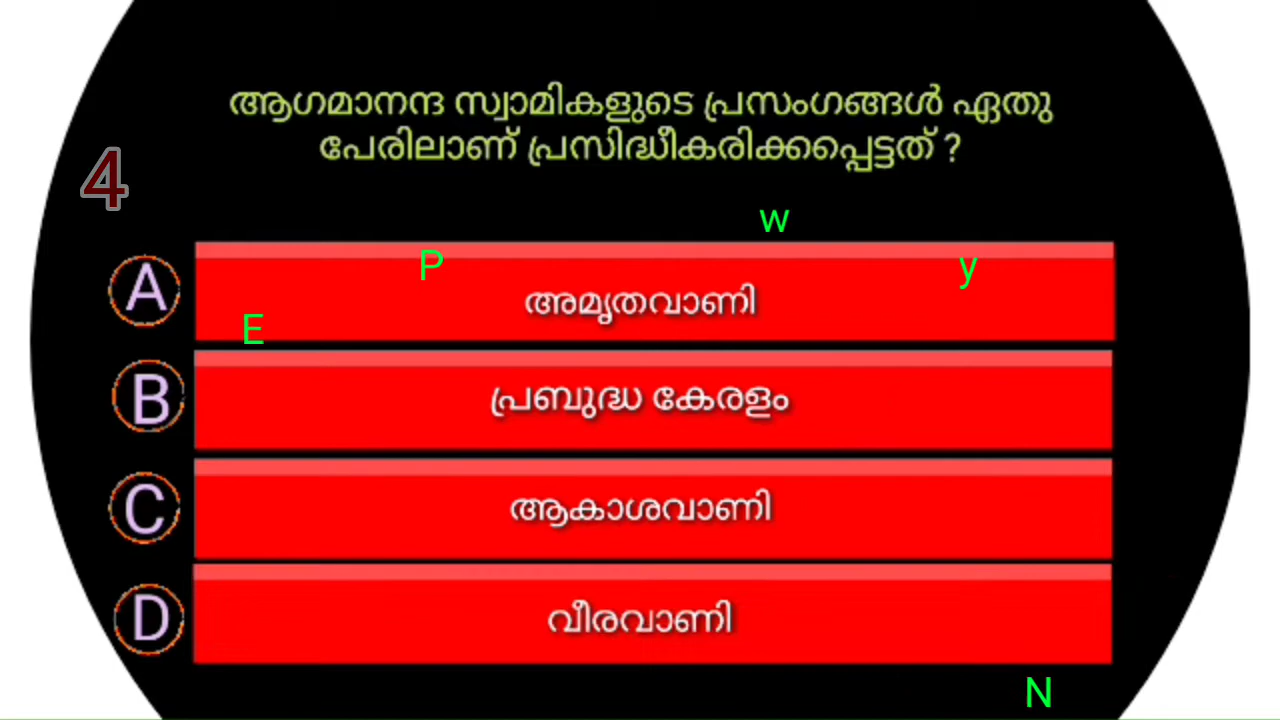 ആഗമാനന്ദ സ്വാമികളുടെ പ്രസംഗങ്ങൾ ഏതു
പേരിലാണ് പ്രസിദ്ധീകരിക്കപ്പെട്ടത് ?
4
w
P
y
A
അമൃതവാണി
E
B
പ്രബുദ്ധ കേരളം
C
ആകാശവാണി
D
വീരവാണി
N